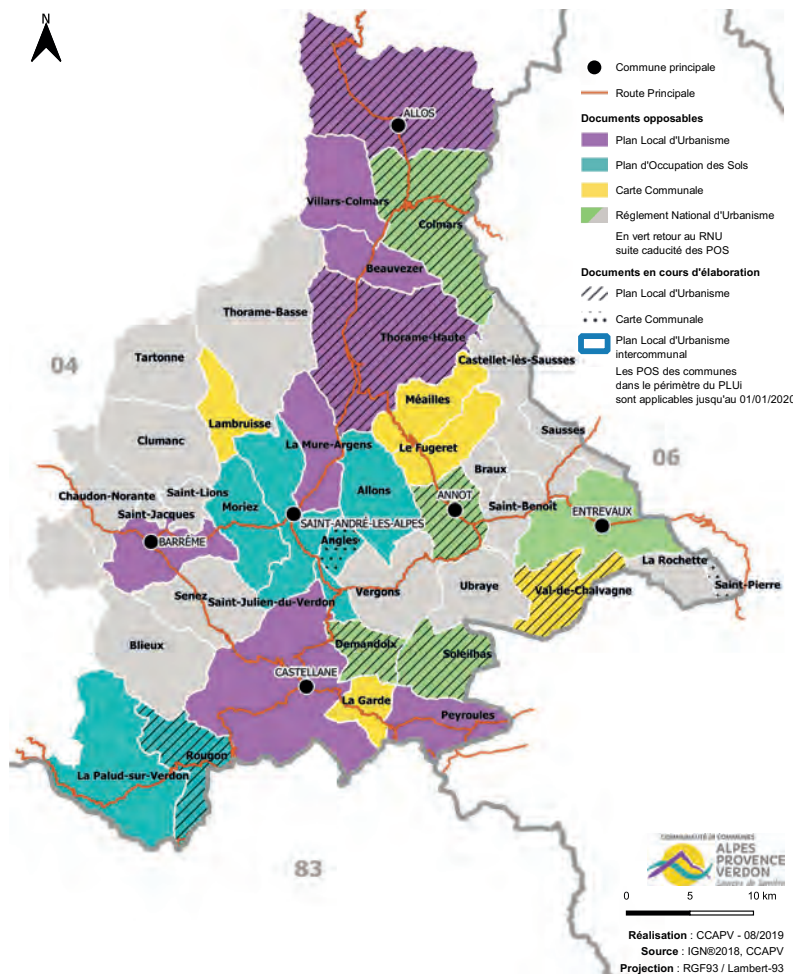 N
Commune principale
Route Principale
Documents opposables
Plan Local d'Urbanisme
Plan d'Occupation des Sols
Carte Communale
Réglement National d'Urbanisme
En vert retour au RNU
suite caducité des POS
Documents en cours d'élaboration
Plan Local d'Urbanisme
Carte Communale
Plan Local d'Urbanisme
intercommunal
Les POS des communes
dans le périmètre du PLUi
sont applicables jusqu'au 01/01/2020
ALLOS
Villars-Colmars
Colmars
Beauvezer
Thorame-Basse
Thorame-Haute
Castellet-lès-Sausses
Tartonne
04
Méailles
Lambruisse
Sausses
Clumanc
La Mure-Argens
Le Fugeret
06
Braux
Saint-Lions
Chaudon-Norante
Allons
ANNOT
Moriez
Saint-Benoit
Saint-Jacques
ENTREVAUX
SAINT-ANDRÉ-LES-ALPES
BARRÊME
Angles
La Rochette
Saint-Pierre
Ubraye
Val-de-Chalvagne
Vergons
Senez
Saint-Julien-du-Verdon
Blieux
Demandolx
Soleilhas
CASTELLANE
La Garde
Peyroules
Rougon
La Palud-sur-Verdon
83
COMMUNAUTÉ DE COMMUNES
ALPES
PROVENCE
VERDON
Sources de lumière
0 5 10 km
Réalisation : CCAPV - 08/2019
Source : IGN®2018, CCAPV
Projection : RGF93 / Lambert-93